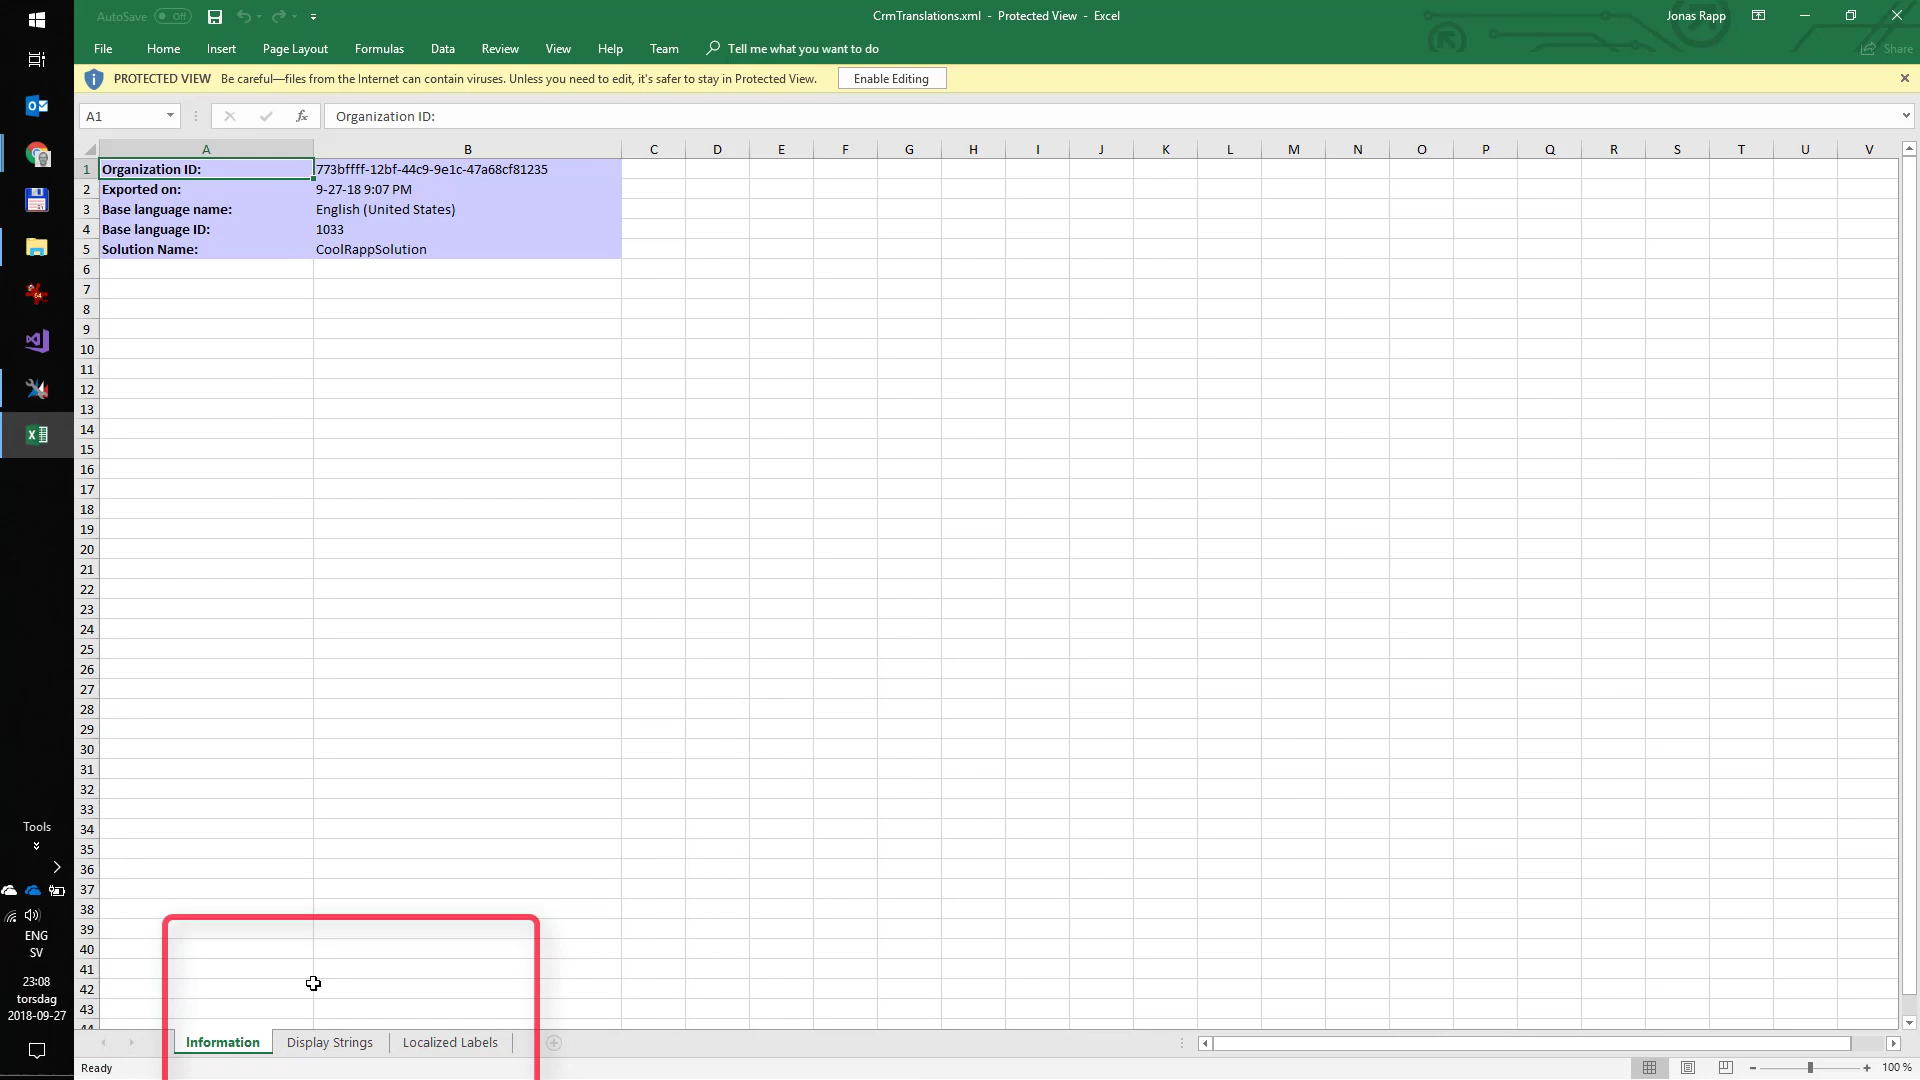 AutoSave Off
CrmTranslations.xml - Protected View - Excel
Jonas Rapp
File Home Insert Page Layout Formulas Data Review View Help Team Tell me what you want to do Share
PROTECTED VIEW Be careful—files from the Internet can contain viruses. Unless you need to edit, it's safer to stay in Protected View. Enable Editing
A1 fx Organization ID:
A B C D E F G H I J K L M N O P Q R S T U V
1 Organization ID: 773bffff-12bf-44c9-9e1c-47a68cf81235
2 Exported on: 9-27-18 9:07 PM
3 Base language name: English (United States)
4 Base language ID: 1033
5 Solution Name: CoolRappSolution
6
7
8
9
10
11
12
13
14
15
16
17
18
19
20
21
22
23
24
25
26
27
28
29
30
31
32
33
34
35
36
37
38
39
40
41
42
43
44
Information Display Strings Localized Labels
Ready
100 %
Tools
ENG
SV
23:08
torsdag
2018-09-27